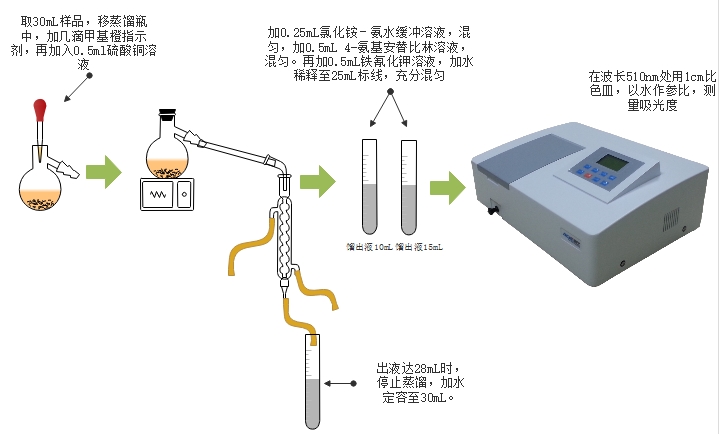 取30mL样品，移蒸馏瓶
中，加几滴甲基橙指示
剂，再加入0.5ml硫酸铜溶
液
加0.25mL氯化铵-氨水缓冲溶液，混
匀，加0.5mL 4-氨基安替比林溶液，
混匀。再加0.5mL铁氰化钾溶液，加水
稀释至25mL标线，充分混匀
在波长510nm处用1cm比
色皿，以水作参比，测
量吸光度
馏出液10mL
馏出液15mL
出液达28mL时，
停止蒸馏，加水
定容至30mL。